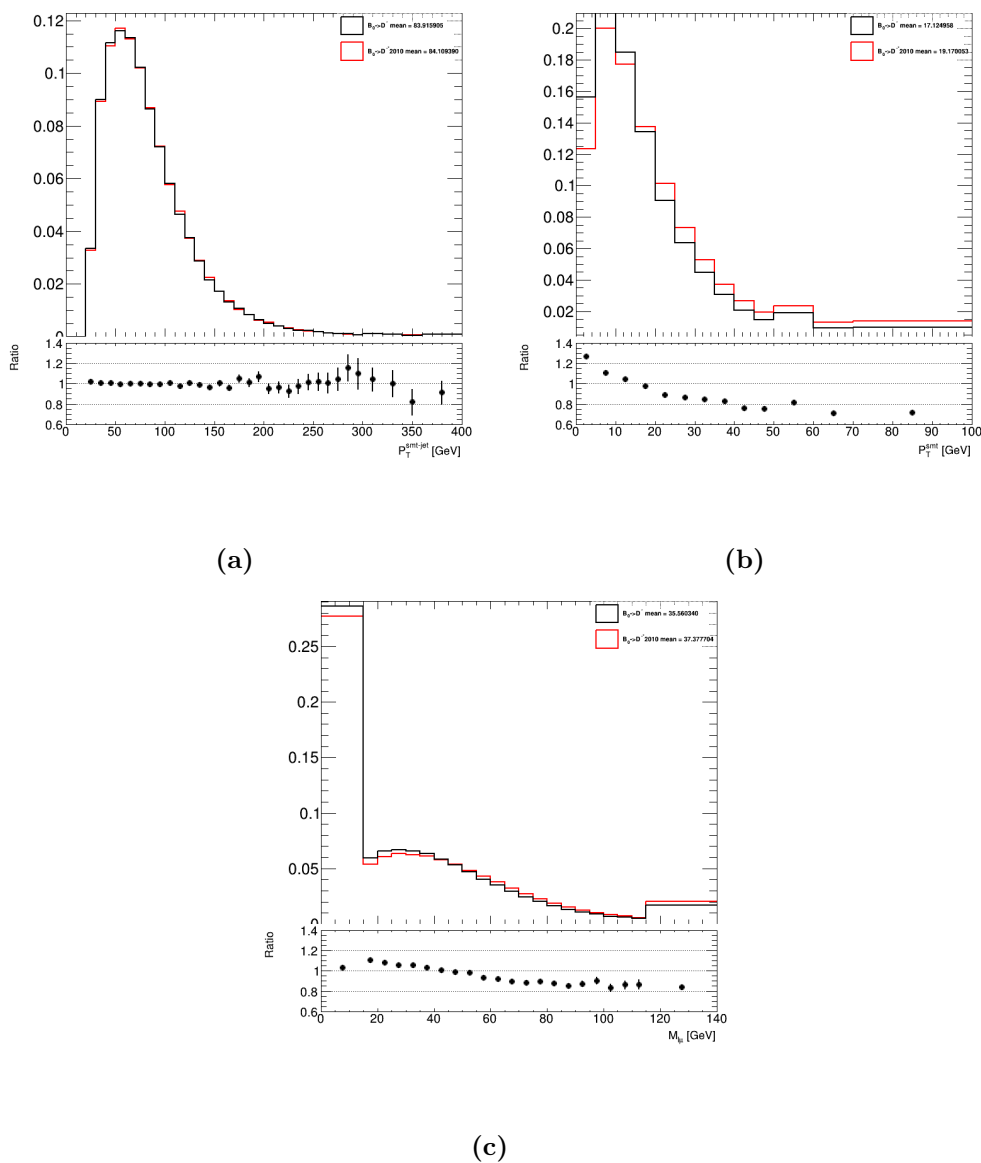 0.12
0.1
0.08
0.06
0.04
0.02
0
B₀->D⁻ mean = 83.915905
B₀->D⁻*2010 mean = 84.109390
Ratio
1.4
1.2
1
0.8
0.6
0 50 100 150 200 250 300 350 400
P_T^smt-jet [GeV]
(a)
0.2
0.18
0.16
0.14
0.12
0.1
0.08
0.06
0.04
0.02
B₀->D⁻ mean = 17.124958
B₀->D⁻*2010 mean = 19.170053
Ratio
1.4
1.2
1
0.8
0.6
0 10 20 30 40 50 60 70 80 90 100
P_T^smt [GeV]
(b)
0.25
0.2
0.15
0.1
0.05
0
B₀->D⁻ mean = 35.560340
B₀->D⁻*2010 mean = 37.377704
Ratio
1.4
1.2
1
0.8
0.6
0 20 40 60 80 100 120 140
M_lμ [GeV]
(c)